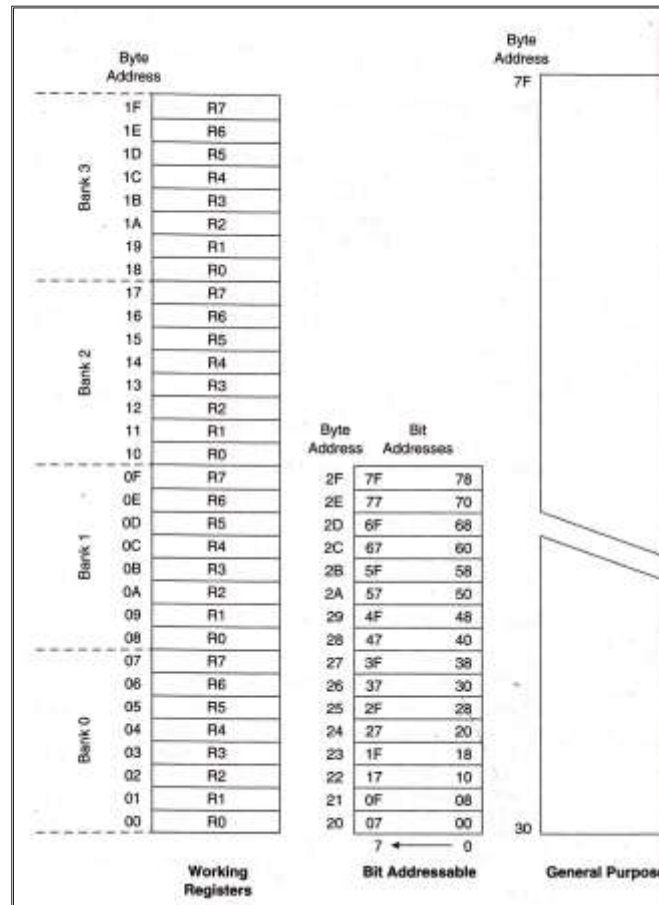 Byte
Address
1F R7
1E R6
1D R5
1C R4
1B R3
1A R2
19 R1
18 R0
Bank 3
17 R7
16 R6
15 R5
14 R4
13 R3
12 R2
11 R1
10 R0
Bank 2
0F R7
0E R6
0D R5
0C R4
0B R3
0A R2
09 R1
08 R0
Bank 1
07 R7
06 R6
05 R5
04 R4
03 R3
02 R2
01 R1
00 R0
Bank 0
Working
Registers
Byte Bit
Address Addresses
2F 7F 78
2E 77 70
2D 6F 68
2C 67 60
2B 5F 58
2A 57 50
29 4F 48
28 47 40
27 3F 38
26 37 30
25 2F 28
24 27 20
23 1F 18
22 17 10
21 0F 08
20 07 00
7 ← 0
Bit Addressable
Byte
Address
7F
30
General Purpose